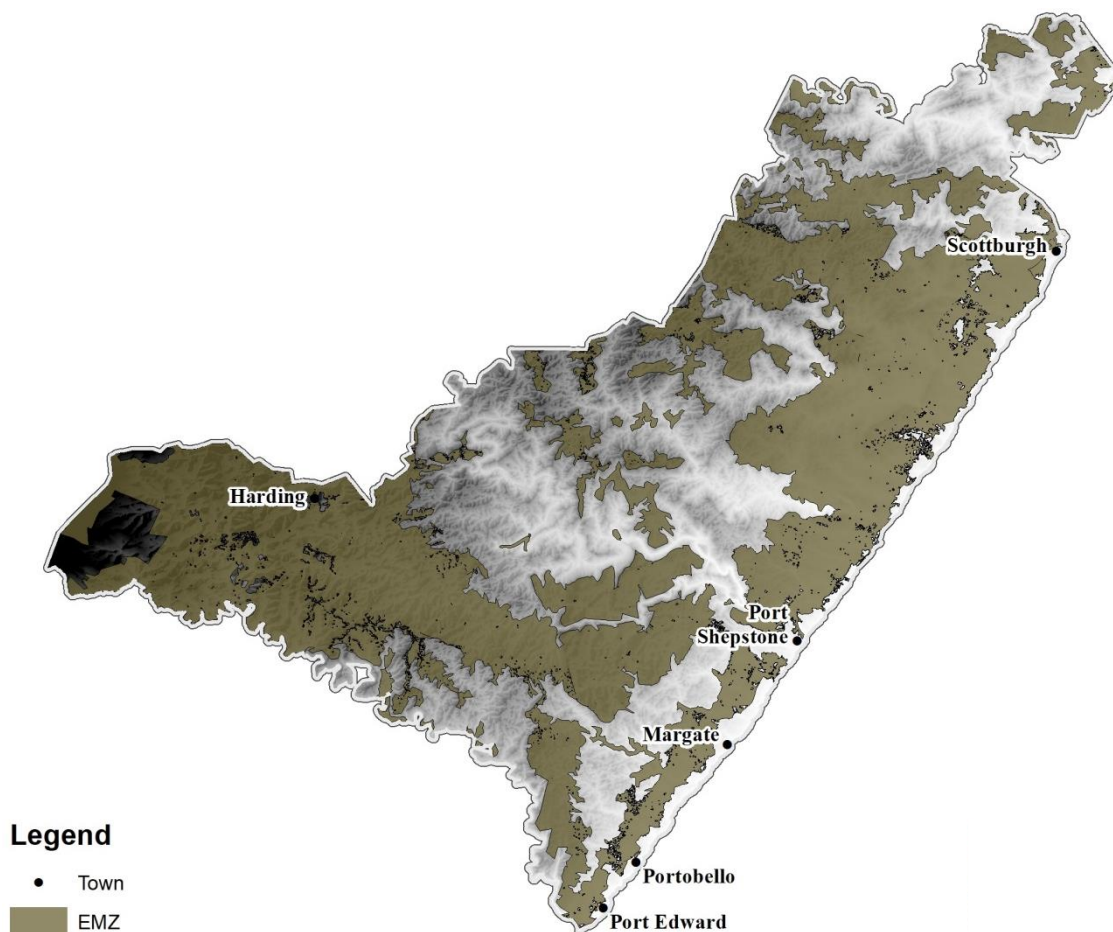 Scottburgh
Harding
Port
Shepstone
Margate
Portobello
Port Edward
Legend
Town
EMZ